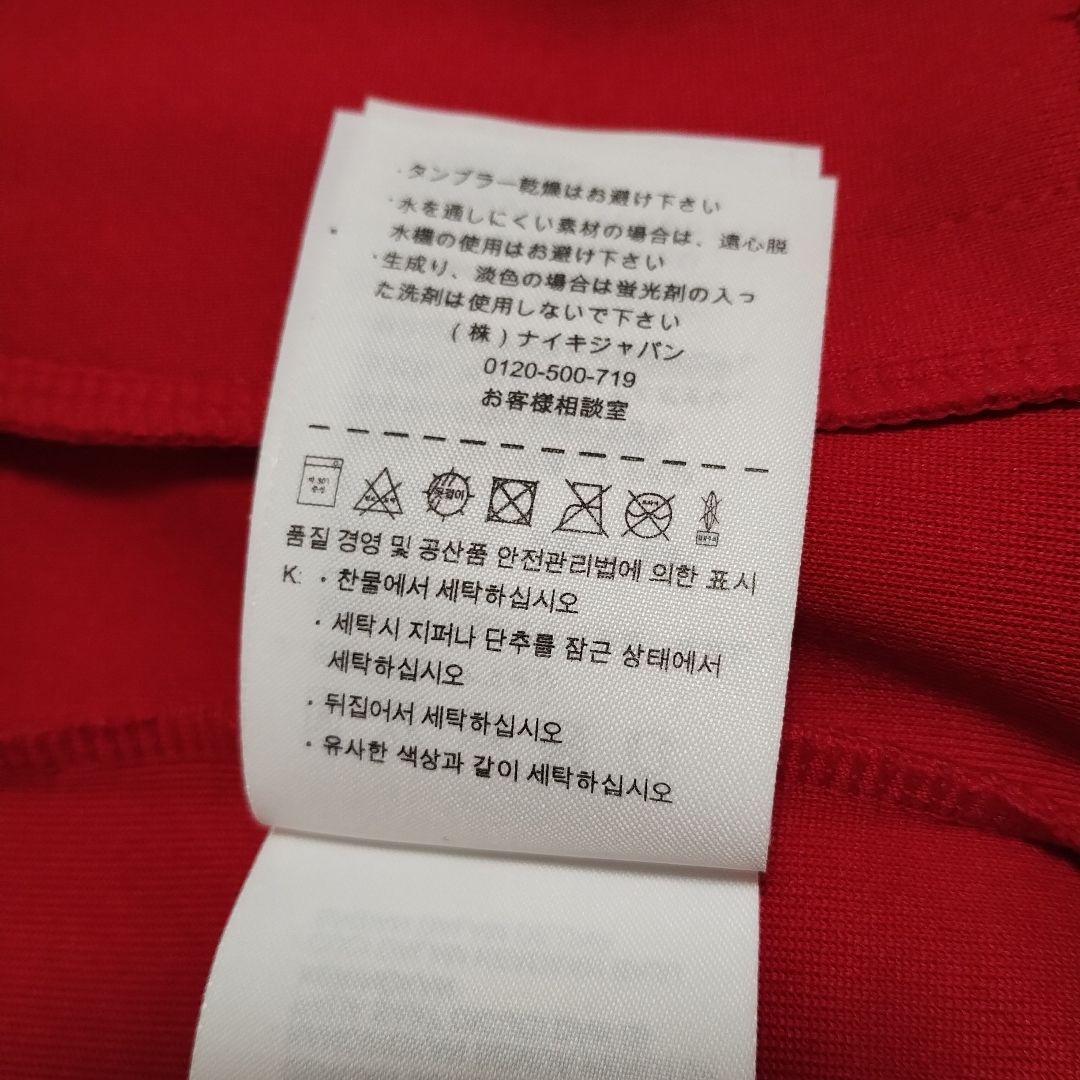 ・タンブラー乾燥はお避け下さい
・水を通しにくい素材の場合は、遠心脱
水機の使用はお避け下さい
・生成り、淡色の場合は蛍光剤の入っ
た洗剤は使用しないで下さい
(株)ナイキジャパン
0120-500-719
お客様相談室
약 30℃
중성
옷걸이
품질 경영 및 공산품 안전관리법에 의한 표시
K: ・찬물에서 세탁하십시오
・세탁시 지퍼나 단추를 잠근 상태에서
세탁하십시오
・뒤집어서 세탁하십시오
・유사한 색상과 같이 세탁하십시오